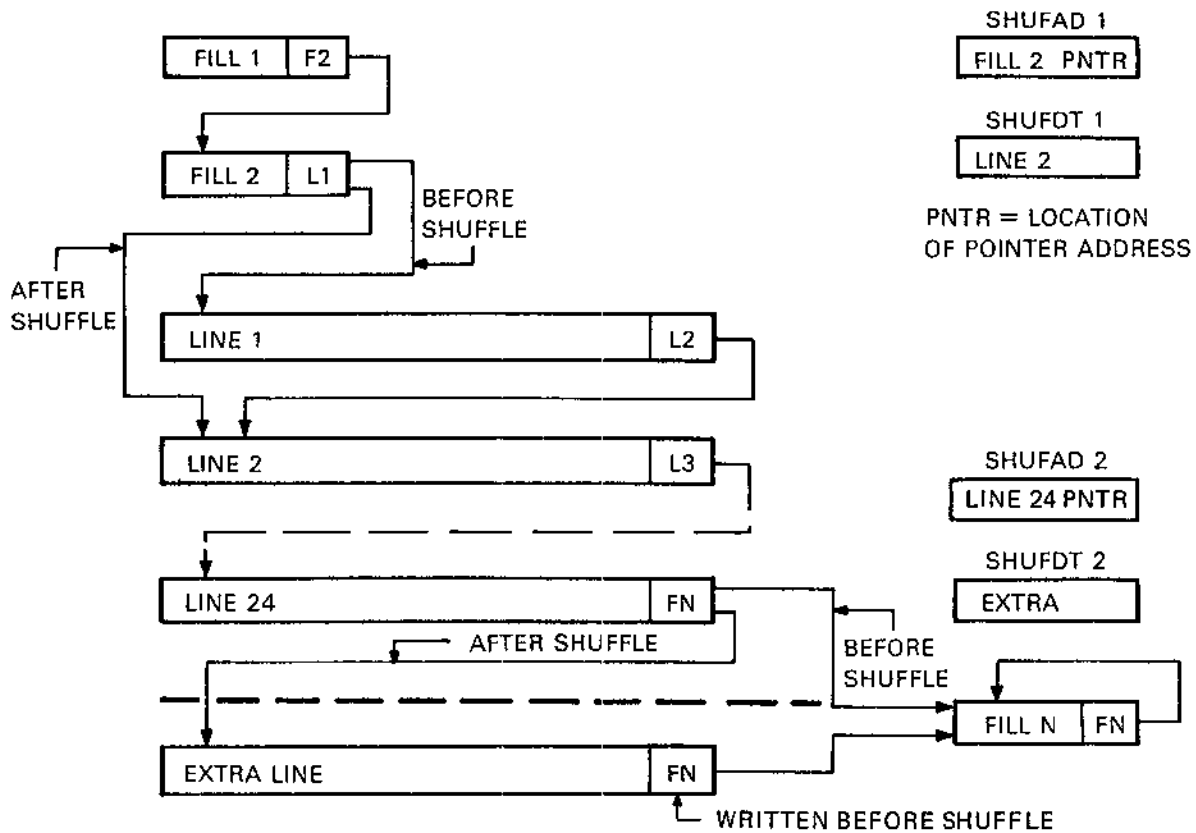 SHUFAD 1
FILL 1 F2
FILL 2 PNTR
SHUFDT 1
FILL 2 L1
LINE 2
BEFORE
SHUFFLE
PNTR = LOCATION
OF POINTER ADDRESS
AFTER
SHUFFLE
LINE 1 L2
LINE 2 L3
SHUFAD 2
LINE 24 PNTR
SHUFDT 2
LINE 24 FN
EXTRA
AFTER SHUFFLE
BEFORE
SHUFFLE
FILL N FN
EXTRA LINE FN
WRITTEN BEFORE SHUFFLE